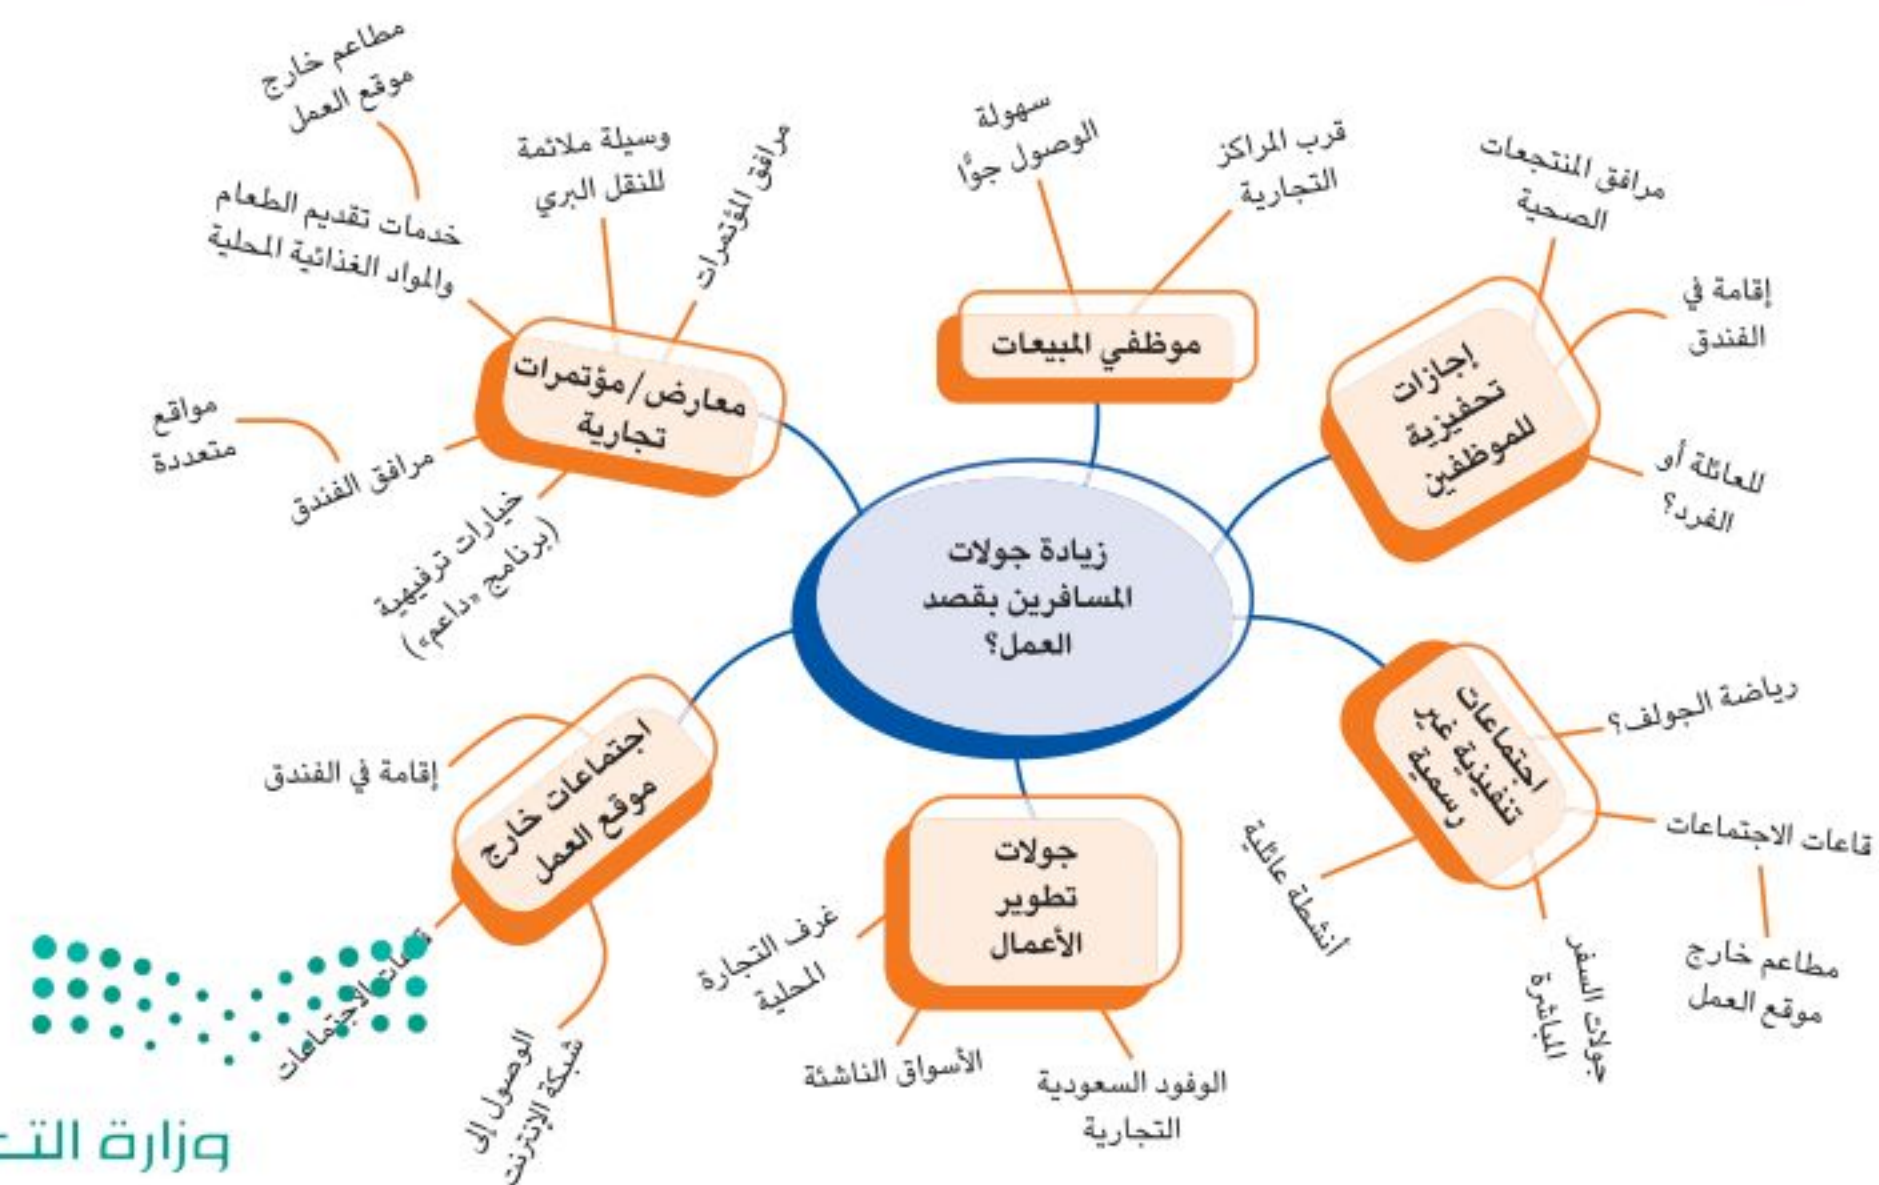 زيادة جولات
المسافرين بقصد
العمل؟
موظفي المبيعات
سهولة
الوصول جوًّا
قرب المراكز
التجارية
إجازات
تحفيزية
للموظفين
مرافق المنتجعات
الصحية
إقامة في
الفندق
للعائلة أو
الفرد؟
اجتماعات
تنفيذية غير
رسمية
رياضة الجولف؟
قاعات الاجتماعات
مطاعم خارج
موقع العمل
جولات السفر
المباشرة
أنشطة عائلية
جولات
تطوير
الأعمال
الوفود السعودية
التجارية
الأسواق الناشئة
غرف التجارة
المحلية
اجتماعات خارج
موقع العمل
إقامة في الفندق
قاعات الاجتماعات
الوصول إلى
شبكة الإنترنت
معارض/مؤتمرات
تجارية
مرافق المؤتمرات
وسيلة ملائمة
للنقل البري
خدمات تقديم الطعام
والمواد الغذائية المحلية
مطاعم خارج
موقع العمل
مرافق الفندق
مواقع
متعددة
خيارات ترفيهية
(برنامج «داعم»)
وزارة التـ